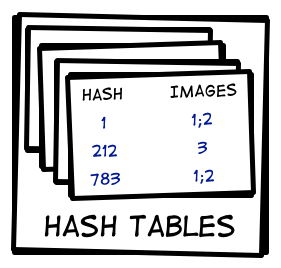 HASH IMAGES
1 1;2
212 3
783 1;2
HASH TABLES